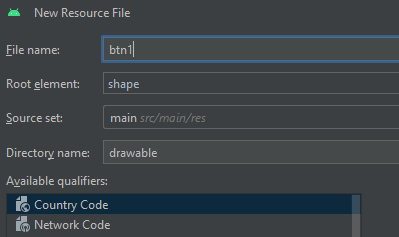 New Resource File
File name: btn1
Root element: shape
Source set: main src/main/res
Directory name: drawable
Available qualifiers:
Country Code
Network Code